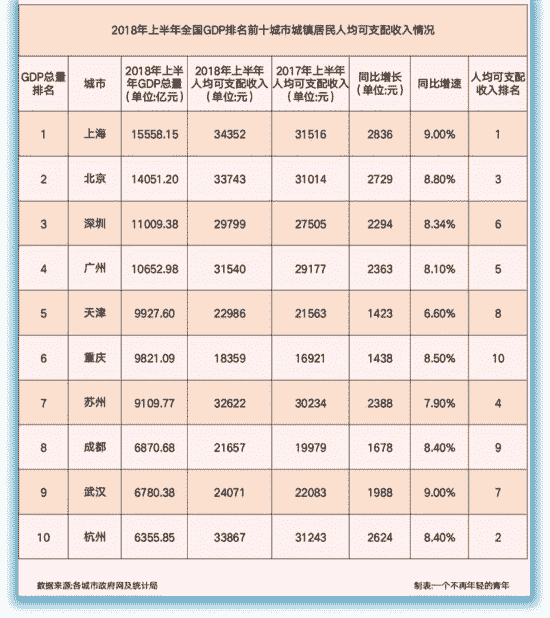 2018年上半年全国GDP排名前十城市城镇居民人均可支配收入情况
GDP总量排名 城市 2018年上半年GDP总量（单位:亿元） 2018年上半年人均可支配收入（单位:元） 2017年上半年人均可支配收入（单位:元） 同比增长（单位:元） 同比增速 人均可支配收入排名
1 上海 15558.15 34352 31516 2836 9.00% 1
2 北京 14051.20 33743 31014 2729 8.80% 3
3 深圳 11009.38 29799 27505 2294 8.34% 6
4 广州 10652.98 31540 29177 2363 8.10% 5
5 天津 9927.60 22986 21563 1423 6.60% 8
6 重庆 9821.09 18359 16921 1438 8.50% 10
7 苏州 9109.77 32622 30234 2388 7.90% 4
8 成都 6870.68 21657 19979 1678 8.40% 9
9 武汉 6780.38 24071 22083 1988 9.00% 7
10 杭州 6355.85 33867 31243 2624 8.40% 2
数据来源:各城市政府网及统计局 制表:一个不再年轻的青年